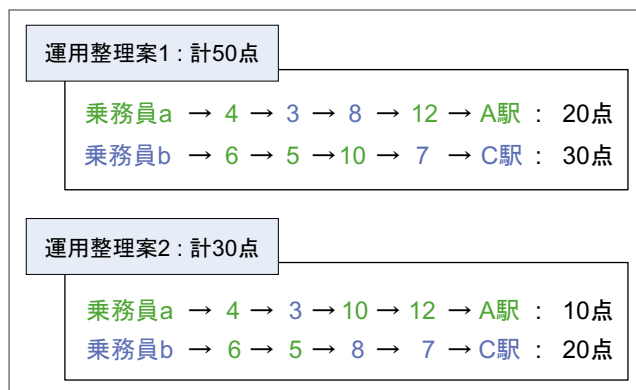 運用整理案1 : 計50点
乗務員a → 4 → 3 → 8 → 12 → A駅 : 20点
乗務員b → 6 → 5 → 10 → 7 → C駅 : 30点
運用整理案2 : 計30点
乗務員a → 4 → 3 → 10 → 12 → A駅 : 10点
乗務員b → 6 → 5 → 8 → 7 → C駅 : 20点